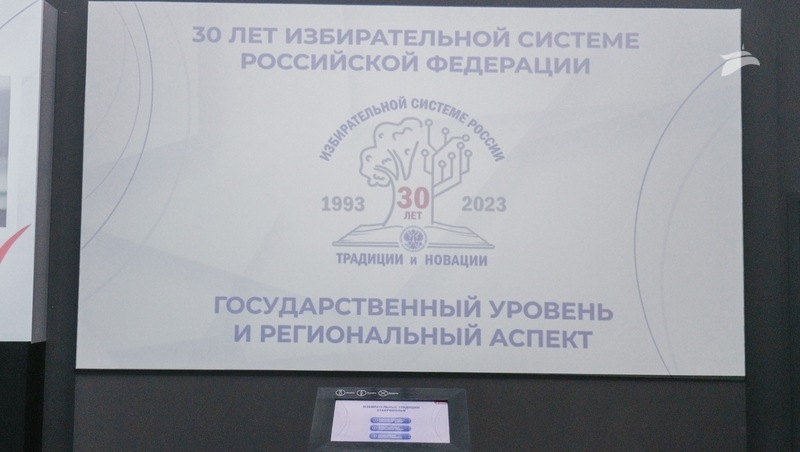 30 ЛЕТ ИЗБИРАТЕЛЬНОЙ СИСТЕМЕ
РОССИЙСКОЙ ФЕДЕРАЦИИ
ИЗБИРАТЕЛЬНОЙ СИСТЕМЕ РОССИИ
1993 30 2023
ЛЕТ
ТРАДИЦИИ и НОВАЦИИ
ГОСУДАРСТВЕННЫЙ УРОВЕНЬ
И РЕГИОНАЛЬНЫЙ АСПЕКТ